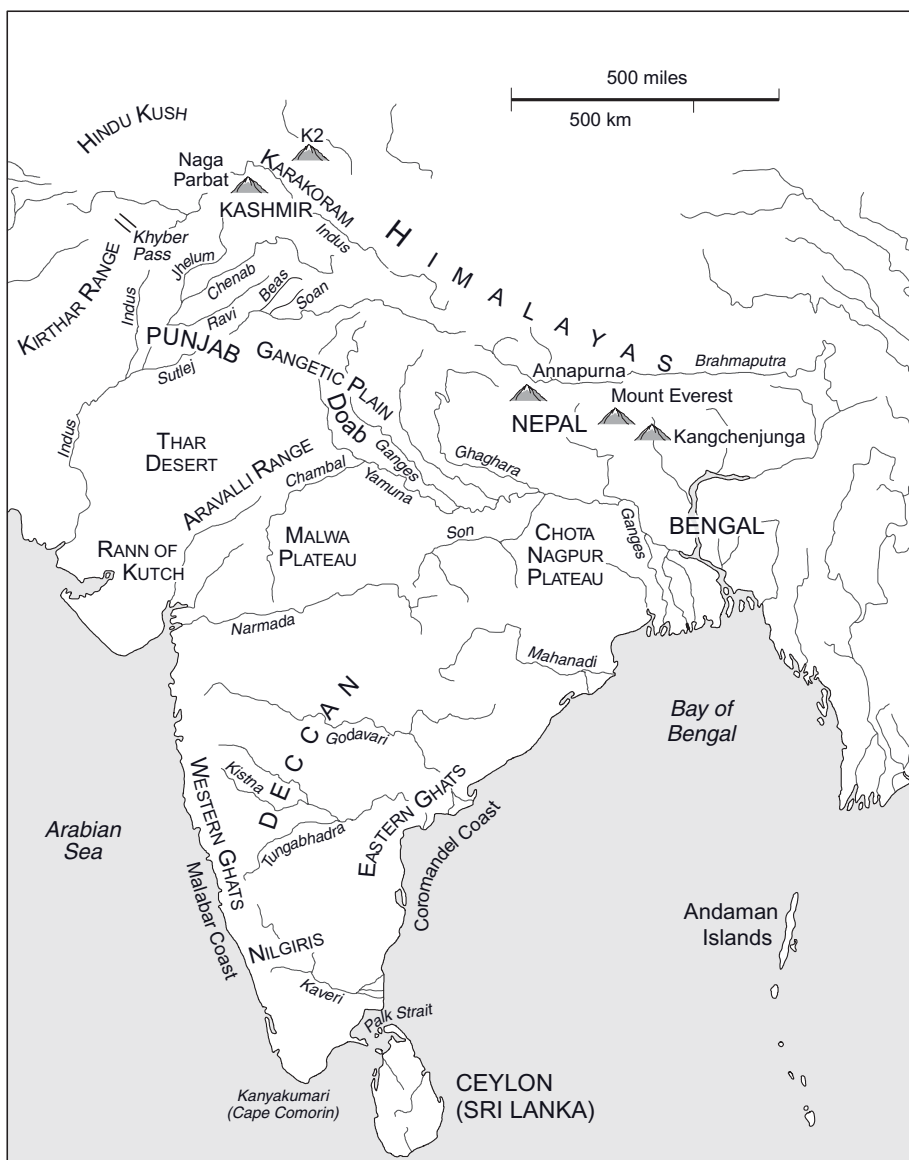 500 miles
500 km
HINDU KUSH
K2
Naga
Parbat
KARAKORAM
KASHMIR
HIMALAYAS
Khyber
Pass
KIRTHAR RANGE
Indus
Jhelum
Indus
Chenab
Beas
Soan
Ravi
PUNJAB
Sutlej
GANGETIC PLAIN
Doab
Brahmaputra
Annapurna
Mount Everest
NEPAL
Kangchenjunga
Indus
THAR
DESERT
ARAVALLI RANGE
Chambal
Ganges
Yamuna
Ghaghara
Ganges
BENGAL
RANN OF
KUTCH
MALWA
PLATEAU
Son
CHOTA
NAGPUR
PLATEAU
Narmada
Mahanadi
DECCAN
Godavari
Bay of
Bengal
Kistna
WESTERN GHATS
EASTERN GHATS
Tungabhadra
Arabian
Sea
Malabar Coast
Coromandel Coast
Andaman
Islands
NILGIRIS
Kaveri
Palk Strait
CEYLON
(SRI LANKA)
Kanyakumari
(Cape Comorin)